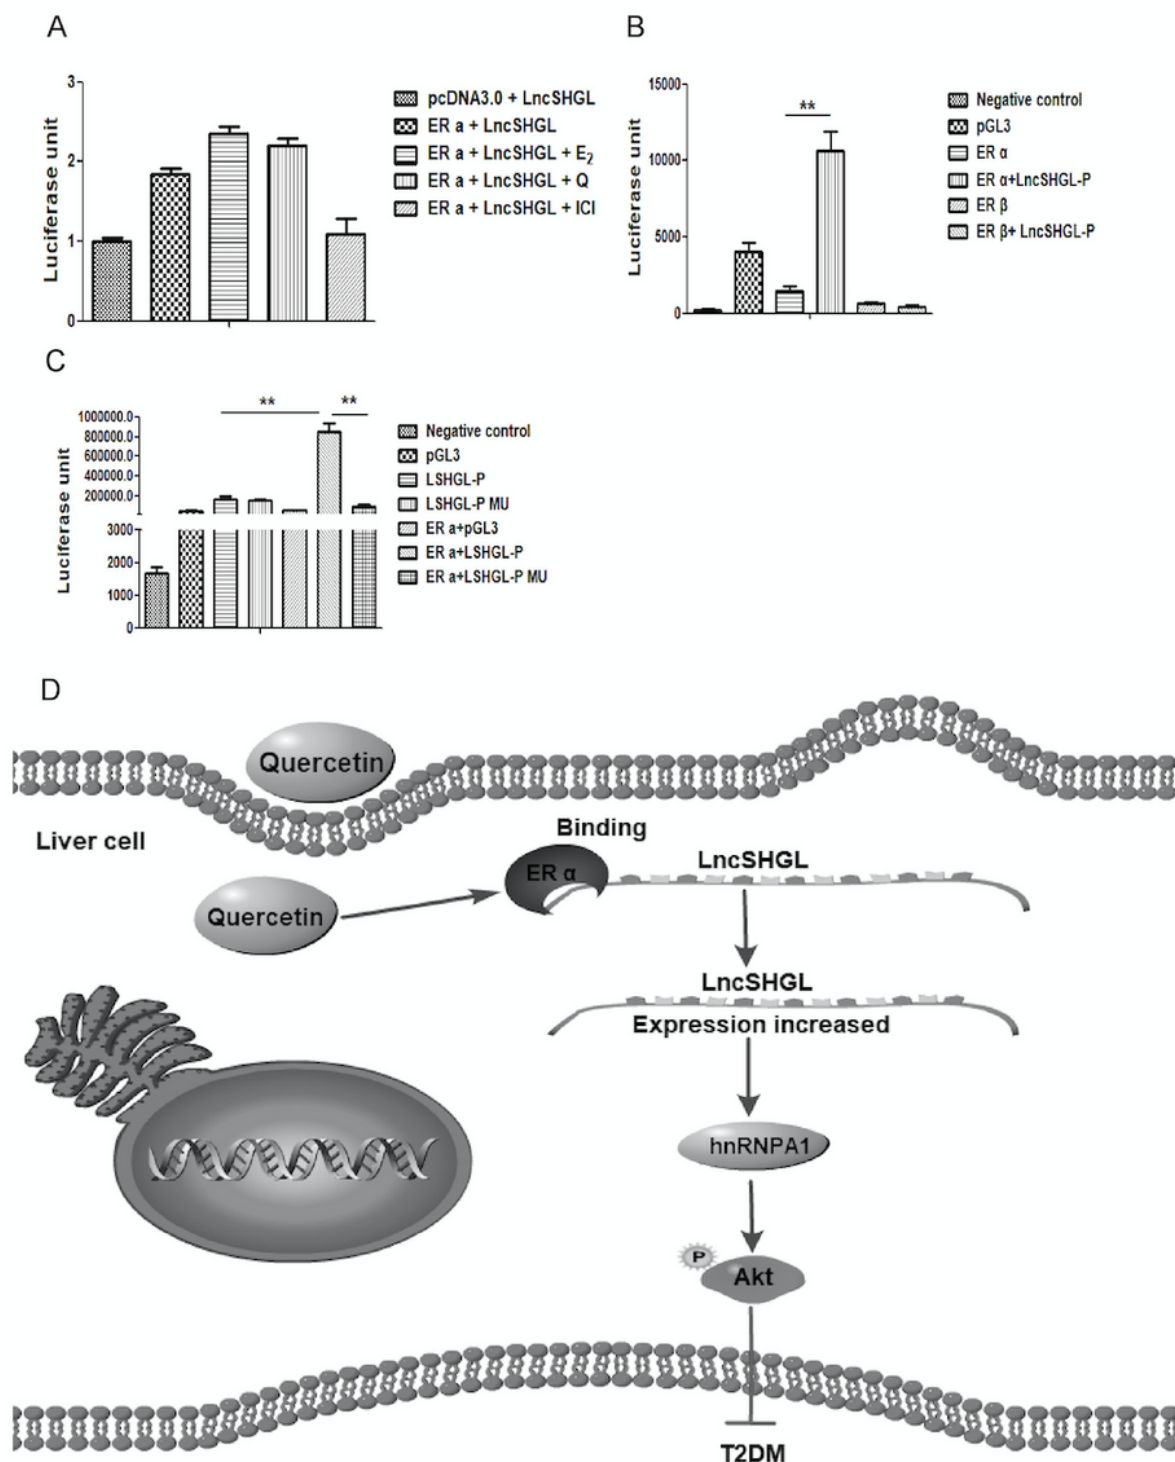 A
Luciferase unit
3
2
1
0
pcDNA3.0 + LncSHGL
ER a + LncSHGL
ER a + LncSHGL + E₂
ER a + LncSHGL + Q
ER a + LncSHGL + ICI
B
Luciferase unit
15000
10000
5000
0
**
Negative control
pGL3
ER α
ER α+LncSHGL-P
ER β
ER β+ LncSHGL-P
C
Luciferase unit
1000000.0
800000.0
600000.0
400000.0
200000.0
Luciferase unit
3000
2000
1000
0
**
**
Negative control
pGL3
LSHGL-P
LSHGL-P MU
ER a+pGL3
ER a+LSHGL-P
ER a+LSHGL-P MU
D
Quercetin
Liver cell
Binding
ER α
LncSHGL
Quercetin
LncSHGL
Expression increased
hnRNPA1
P
Akt
T2DM